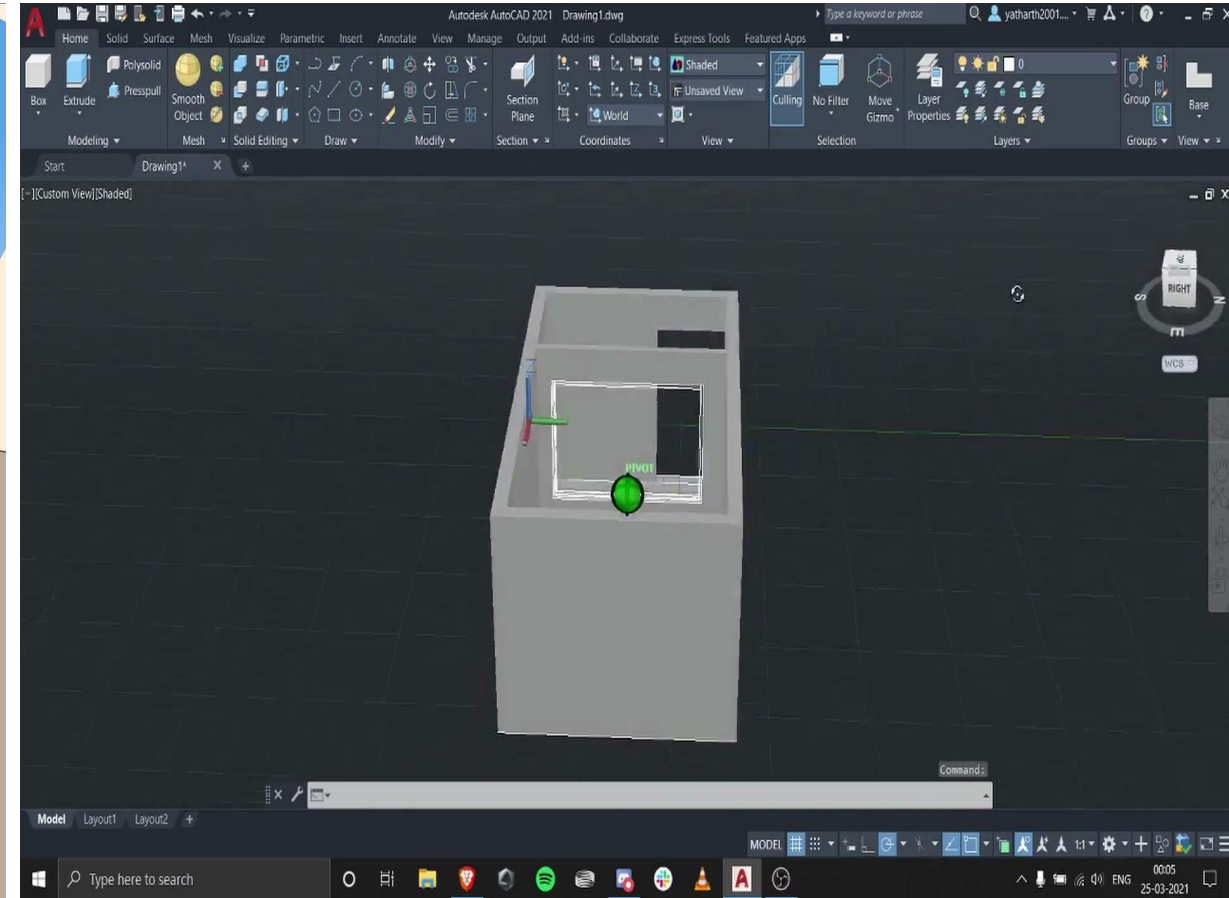 Autodesk AutoCAD 2021 Drawing1.dwg
Type a keyword or phrase
yatharth2001....
Home Solid Surface Mesh Visualize Parametric Insert Annotate View Manage Output Add-ins Collaborate Express Tools Featured Apps
Box
Extrude
Polysolid
Presspull
Smooth
Object
Section
Plane
World
Shaded
Unsaved View
Culling
No Filter
Move
Gizmo
Layer
Properties
0
Group
Base
Modeling Mesh Solid Editing Draw Modify Section Coordinates View Selection Layers Groups View
Start Drawing1* X +
[-][Custom View][Shaded]
RIGHT
S
N
E
WCS
PIVOT
Command:
Model Layout1 Layout2 +
MODEL
1:1
Type here to search
ENG
00:05
25-03-2021